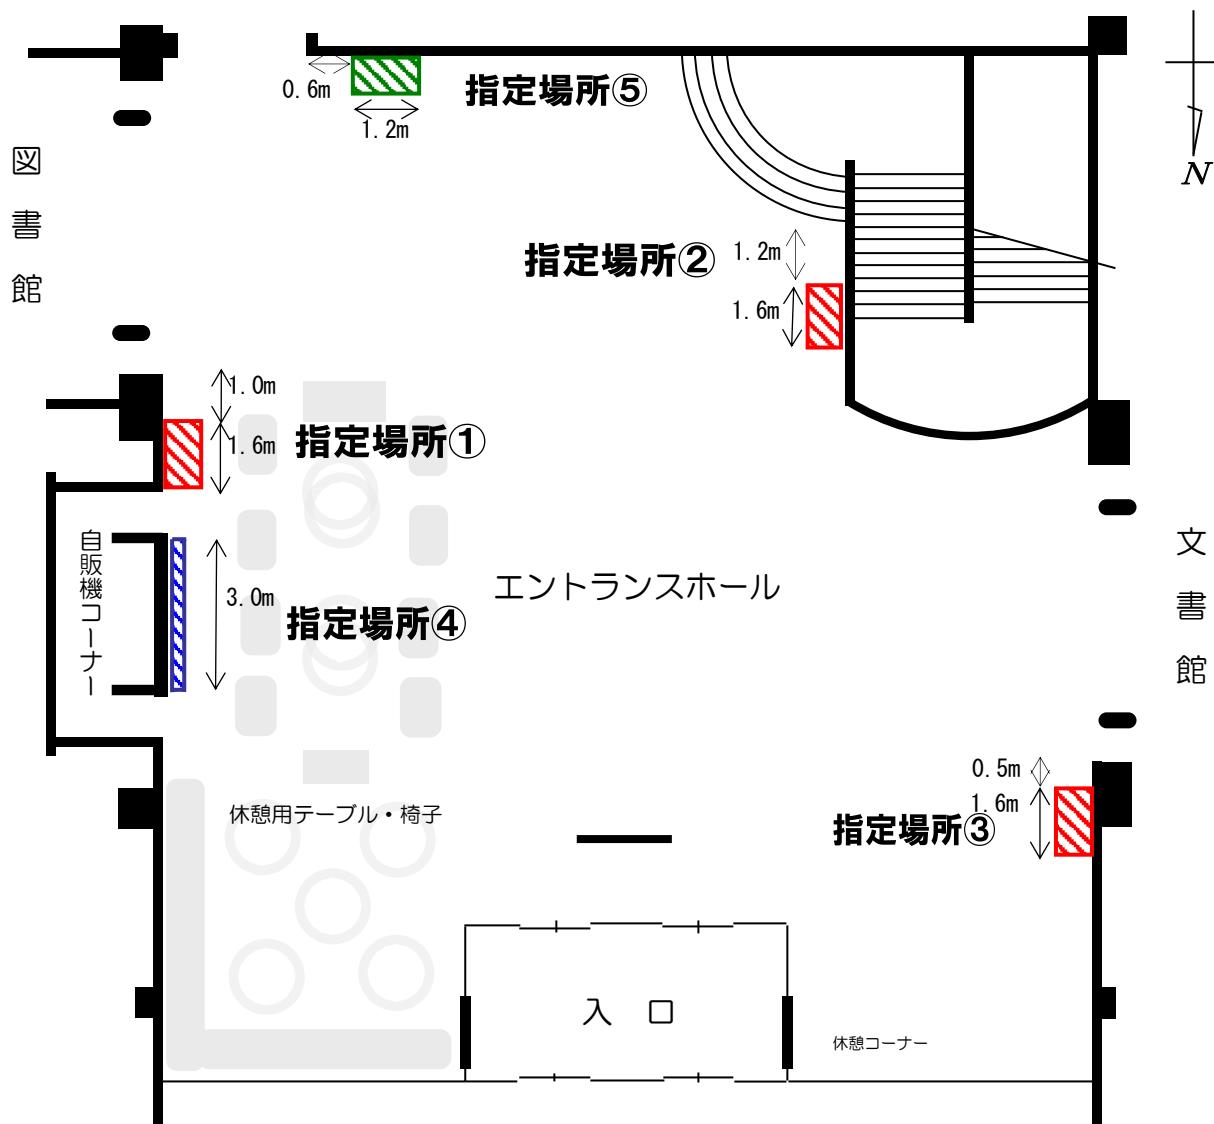 0.6m
1.2m
指定場所⑤
N
図書館
指定場所②
1.2m
1.6m
1.0m
1.6m
指定場所①
自販機コーナー
3.0m
指定場所④
エントランスホール
文書館
休憩用テーブル・椅子
0.5m
1.6m
指定場所③
入口
休憩コーナー